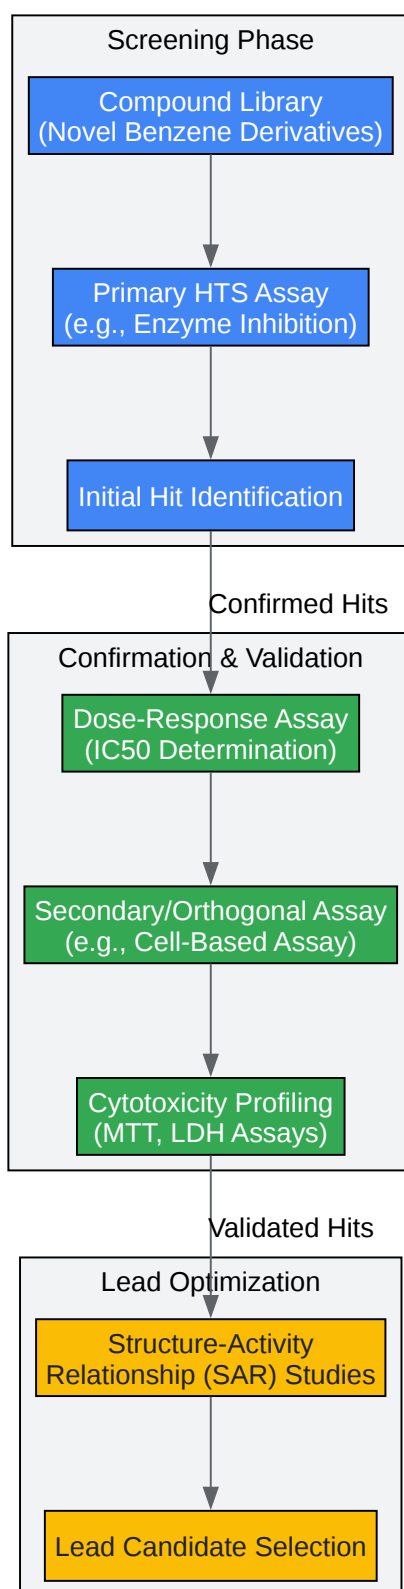 Screening Phase
Compound Library
(Novel Benzene Derivatives)
Primary HTS Assay
(e.g., Enzyme Inhibition)
Initial Hit Identification
Confirmed Hits
Confirmation & Validation
Dose-Response Assay
(IC50 Determination)
Secondary/Orthogonal Assay
(e.g., Cell-Based Assay)
Cytotoxicity Profiling
(MTT, LDH Assays)
Validated Hits
Lead Optimization
Structure-Activity
Relationship (SAR) Studies
Lead Candidate Selection